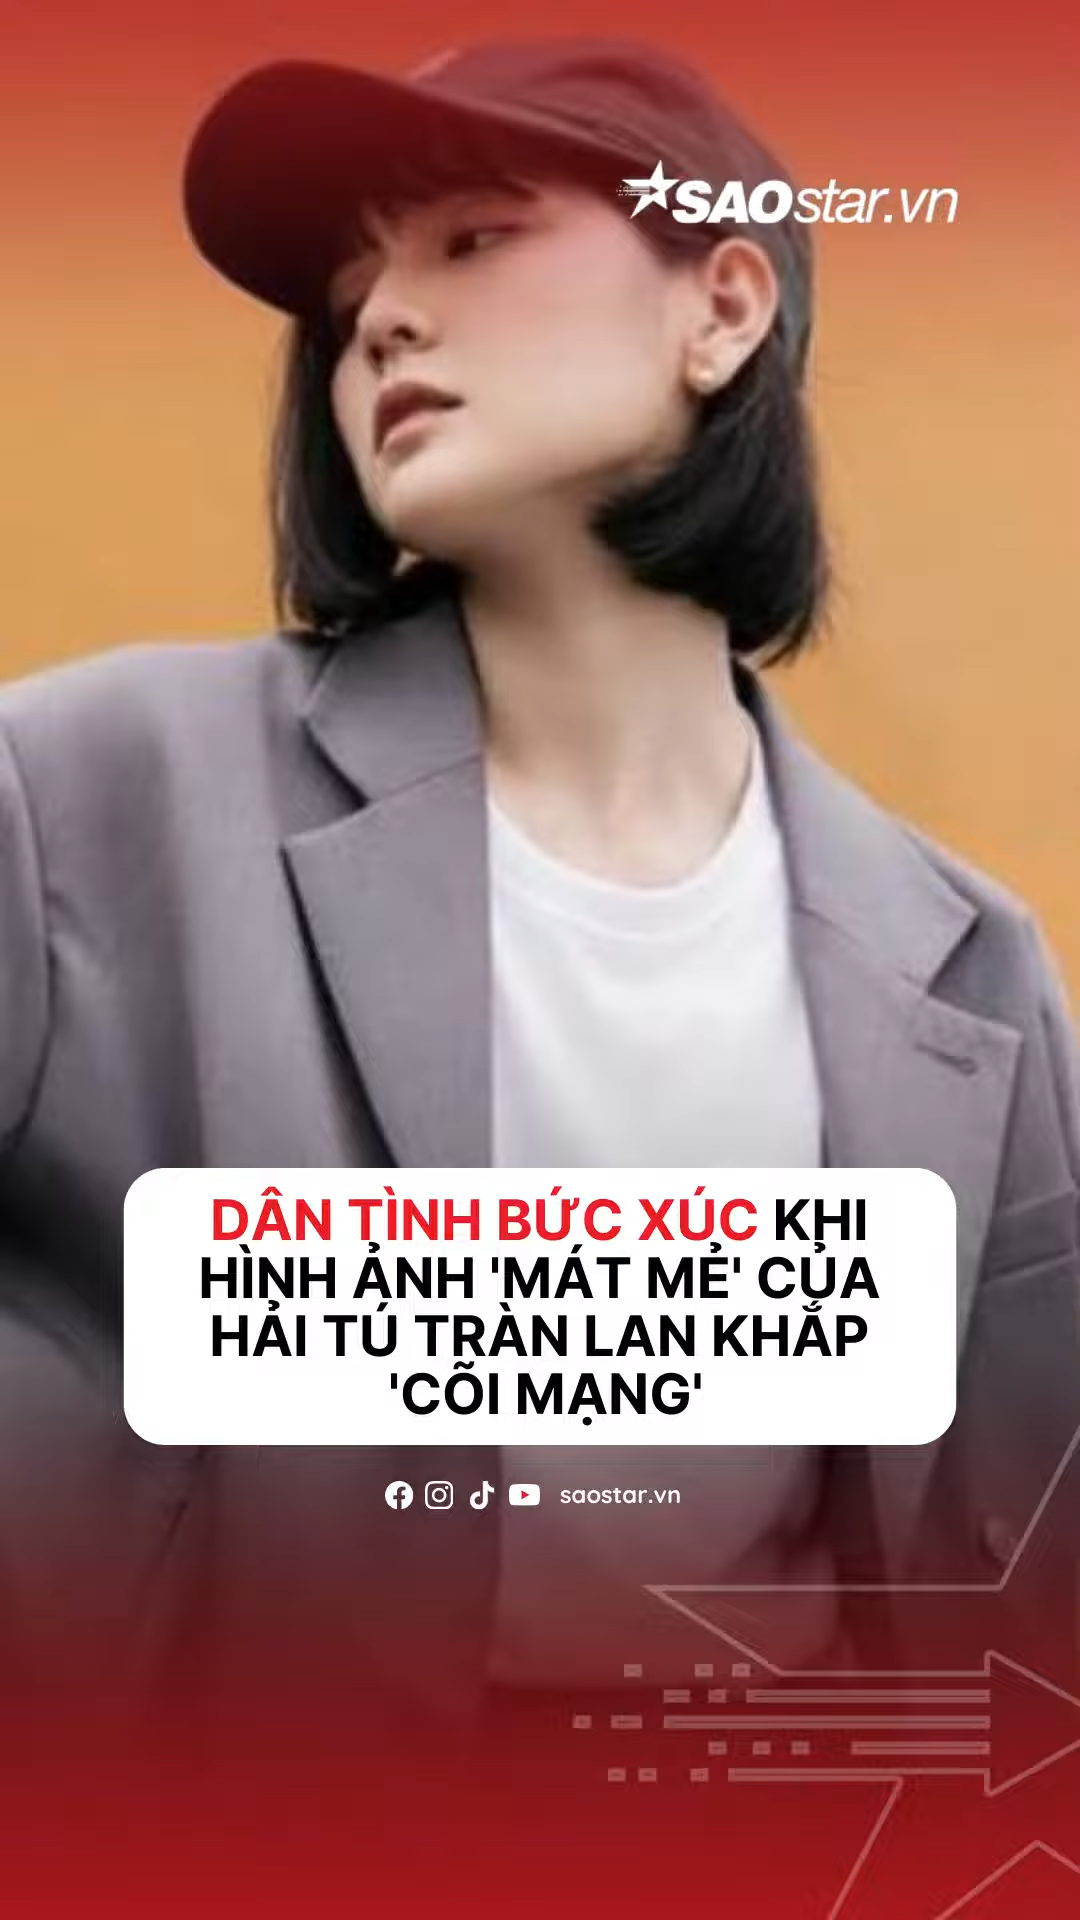 SAOstar.vn
DÂN TÌNH BỨC XÚC KHI
HÌNH ẢNH 'MÁT MẺ' CỦA
HẢI TÚ TRÀN LAN KHẮP
'CÕI MẠNG'
saostar.vn